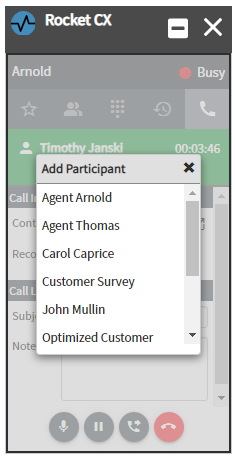 Rocket CX
Arnold
Busy
Timothy Janski
00:03:46
Add Participant
Agent Arnold
Agent Thomas
Carol Caprice
Customer Survey
John Mullin
Optimized Customer
Call I
Cont
Reco
Call L
Subj
Note